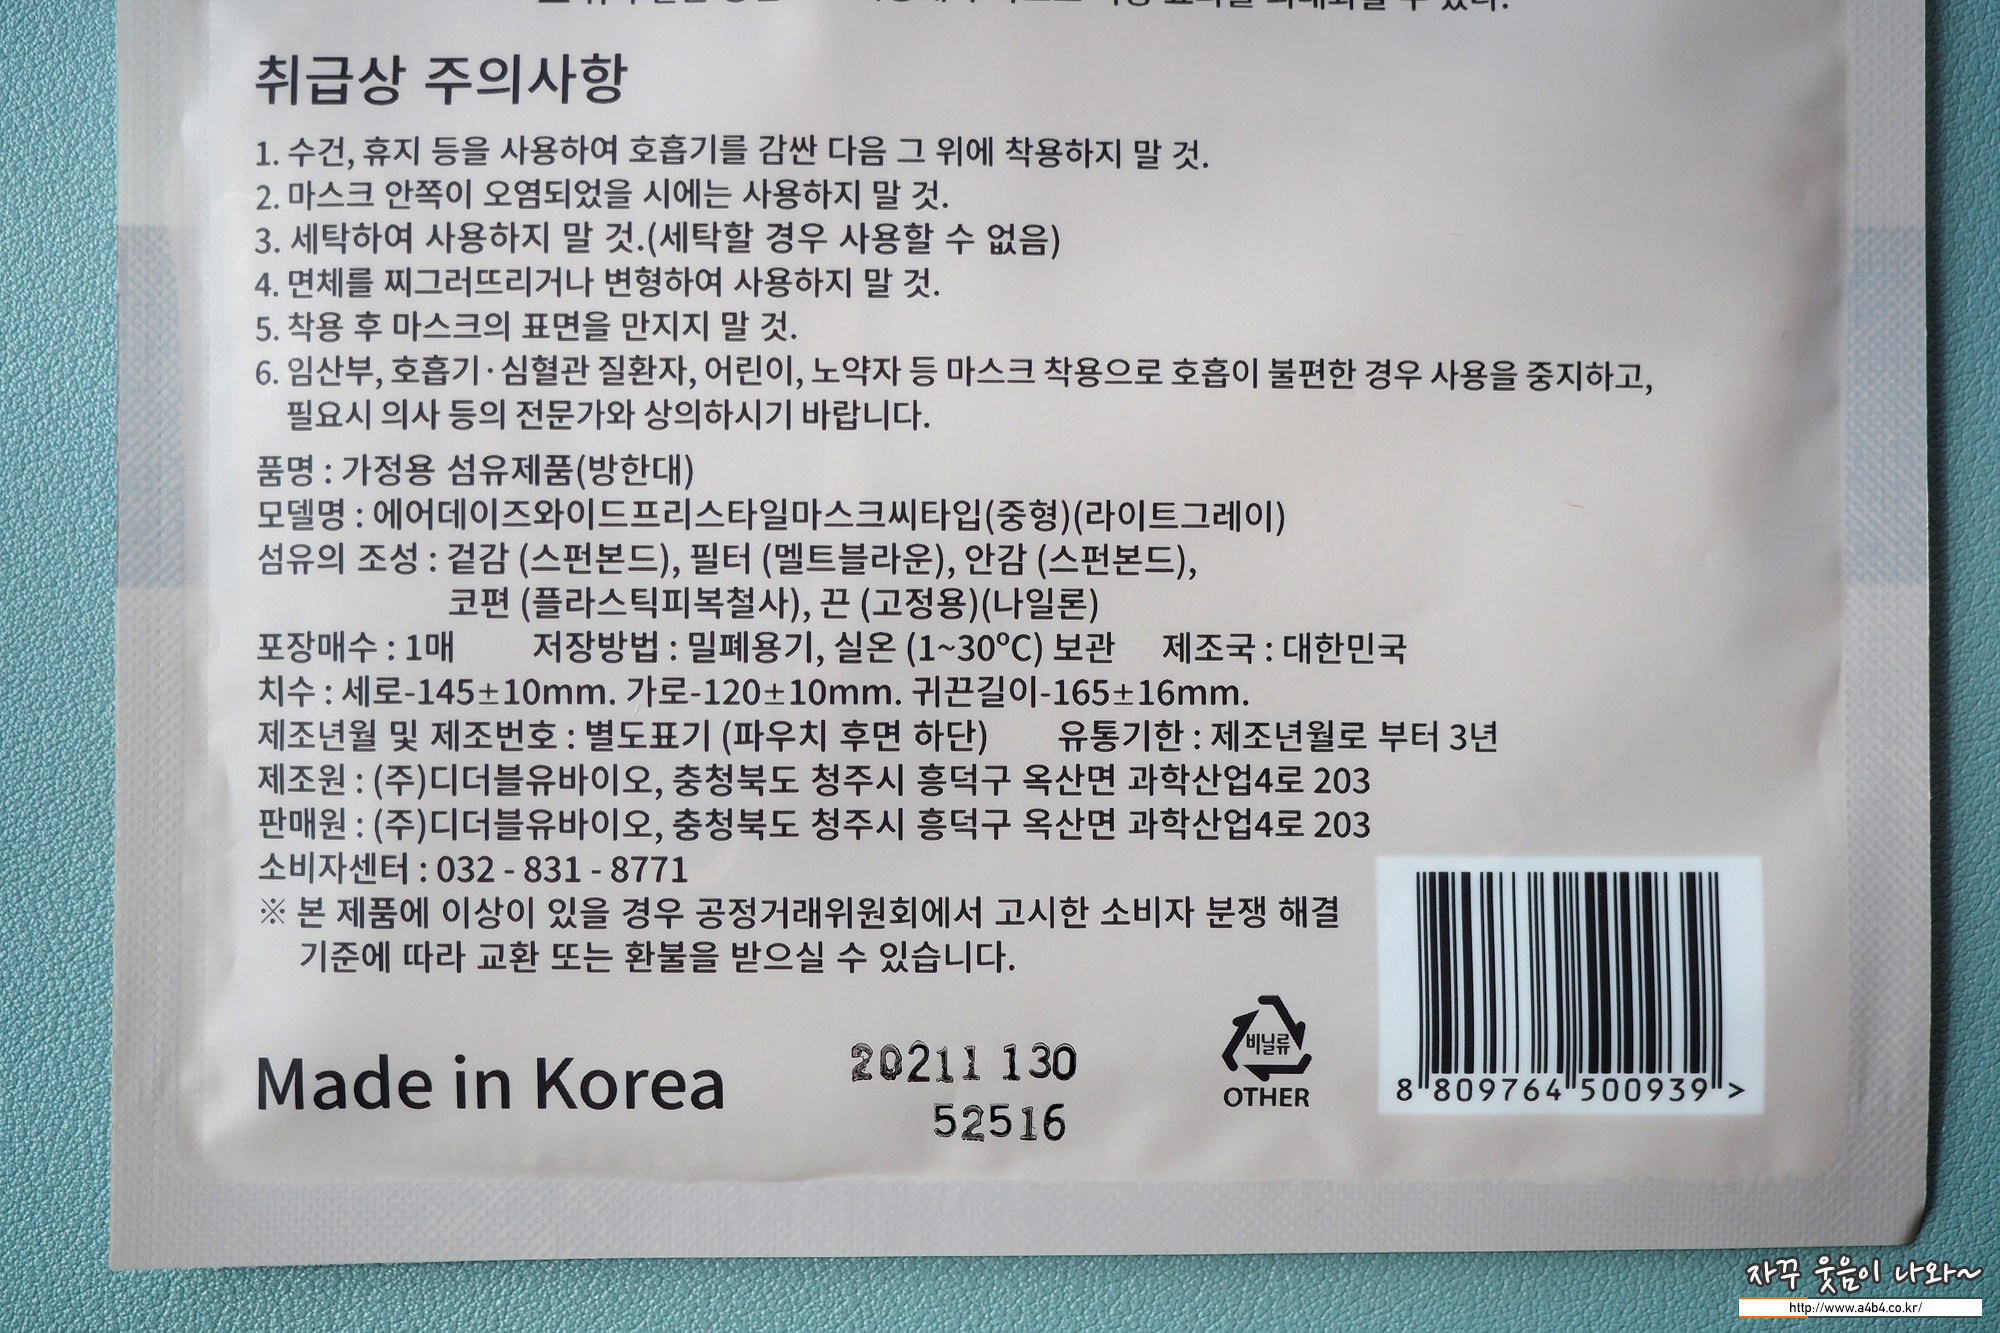 취급상 주의사항
1. 수건, 휴지 등을 사용하여 호흡기를 감싼 다음 그 위에 착용하지 말 것.
2. 마스크 안쪽이 오염되었을 시에는 사용하지 말 것.
3. 세탁하여 사용하지 말 것.(세탁할 경우 사용할 수 없음)
4. 면체를 찌그러뜨리거나 변형하여 사용하지 말 것.
5. 착용 후 마스크의 표면을 만지지 말 것.
6. 임산부, 호흡기·심혈관 질환자, 어린이, 노약자 등 마스크 착용으로 호흡이 불편한 경우 사용을 중지하고,
필요시 의사 등의 전문가와 상의하시기 바랍니다.
품명 : 가정용 섬유제품(방한대)
모델명 : 에어데이즈와이드프리스타일마스크씨타입(중형)(라이트그레이)
섬유의 조성 : 겉감 (스펀본드), 필터 (멜트블라운), 안감 (스펀본드),
코편 (플라스틱피복철사), 끈 (고정용)(나일론)
포장매수 : 1매 저장방법 : 밀폐용기, 실온 (1~30ºC) 보관 제조국 : 대한민국
치수 : 세로-145±10mm. 가로-120±10mm. 귀끈길이-165±16mm.
제조년월 및 제조번호 : 별도표기 (파우치 후면 하단) 유통기한 : 제조년월로 부터 3년
제조원 : (주)디더블유바이오, 충청북도 청주시 흥덕구 옥산면 과학산업4로 203
판매원 : (주)디더블유바이오, 충청북도 청주시 흥덕구 옥산면 과학산업4로 203
소비자센터 : 032 - 831 - 8771
※ 본 제품에 이상이 있을 경우 공정거래위원회에서 고시한 소비자 분쟁 해결
기준에 따라 교환 또는 환불을 받으실 수 있습니다.
Made in Korea
20211130
52516
비닐류
OTHER
8 809764 500939 >
자꾸 웃음이 나와~
http://www.a4b4.co.kr/